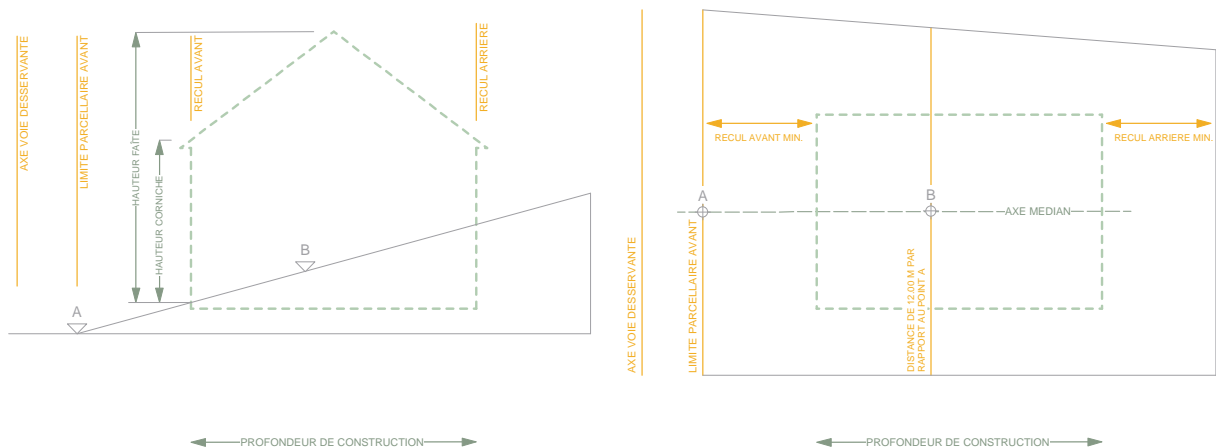 AXE VOIE DESSERVANTE
LIMITE PARCELLAIRE AVANT
HAUTEUR FAÎTE
HAUTEUR CORNICHE
RECUL AVANT
RECUL ARRIERE
A
B
PROFONDEUR DE CONSTRUCTION
AXE VOIE DESSERVANTE
LIMITE PARCELLAIRE AVANT
RECUL AVANT MIN.
RECUL ARRIERE MIN.
A
B
AXE MEDIAN
DISTANCE DE 12.00 M PAR
RAPPORT AU POINT A
PROFONDEUR DE CONSTRUCTION